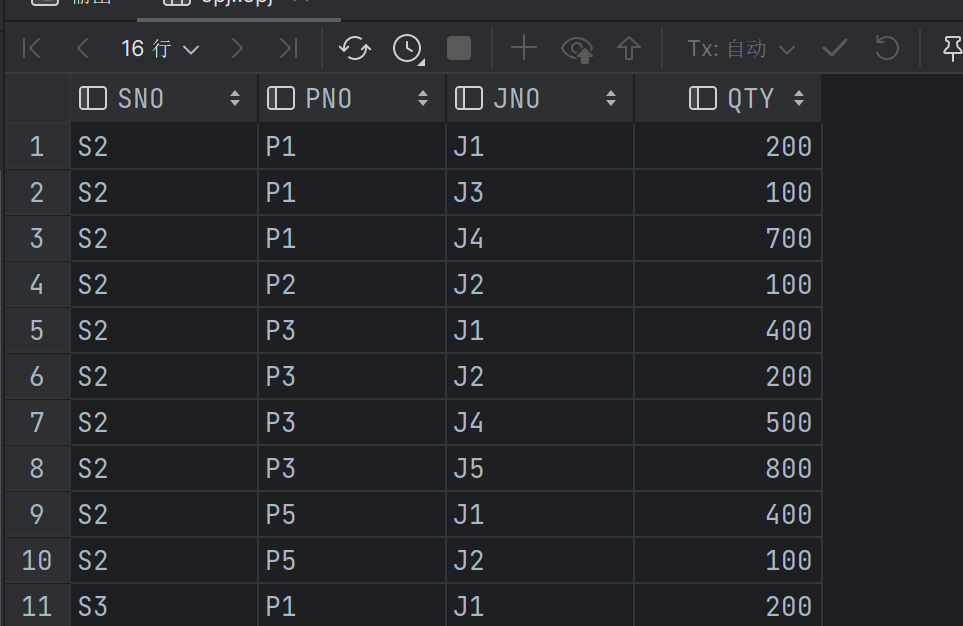 16 行 Tx: 自动
SNO PNO JNO QTY
1 S2 P1 J1 200
2 S2 P1 J3 100
3 S2 P1 J4 700
4 S2 P2 J2 100
5 S2 P3 J1 400
6 S2 P3 J2 200
7 S2 P3 J4 500
8 S2 P3 J5 800
9 S2 P5 J1 400
10 S2 P5 J2 100
11 S3 P1 J1 200